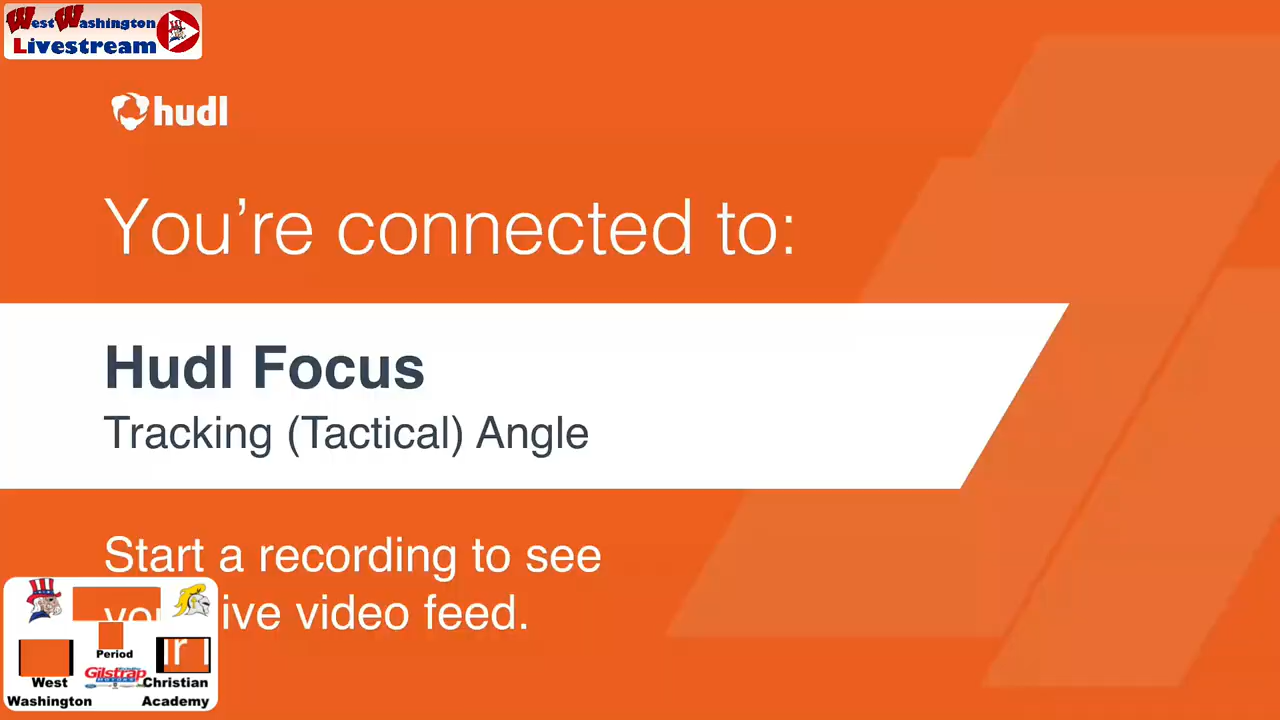 West Washington
Livestream
hudl
You're connected to:
Hudl Focus
Tracking (Tactical) Angle
Start a recording to see
live video feed.
Period
Gilstrap
West
Washington
Christian
Academy